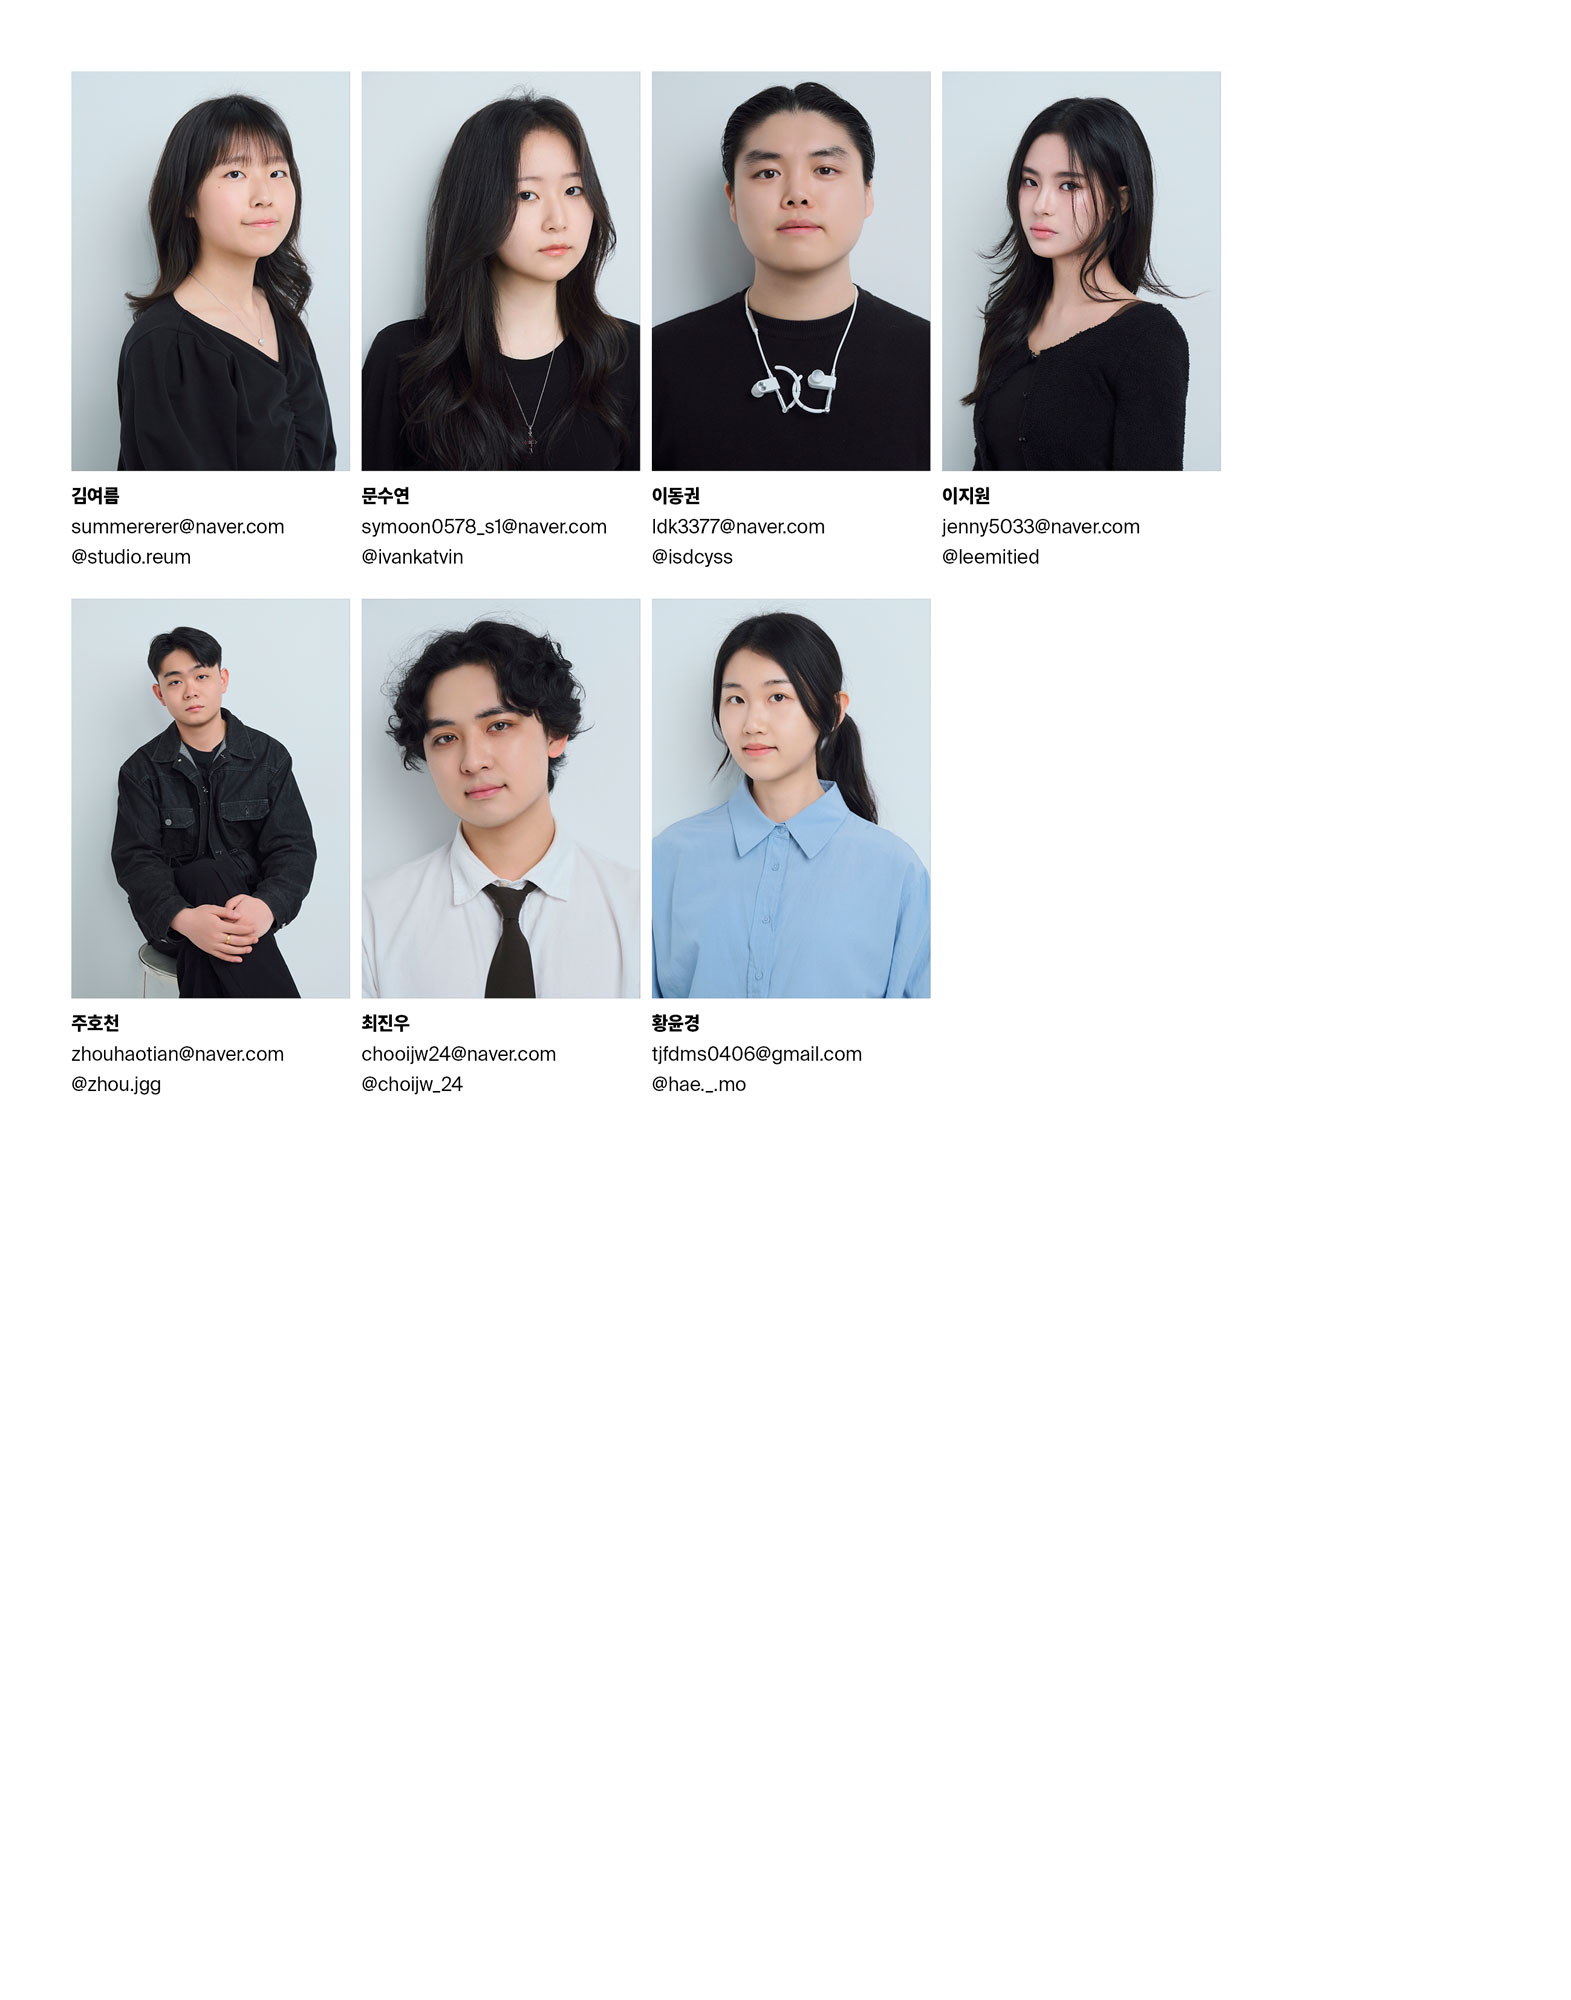 김여름
summererer@naver.com
@studio.reum
문수연
symoon0578_s1@naver.com
@ivankatvin
이동권
ldk3377@naver.com
@isdcyss
이지원
jenny5033@naver.com
@leemitied
주호천
zhouhaotian@naver.com
@zhou.jgg
최진우
chooijw24@naver.com
@choijw_24
황윤경
tjfdms0406@gmail.com
@hae._.mo